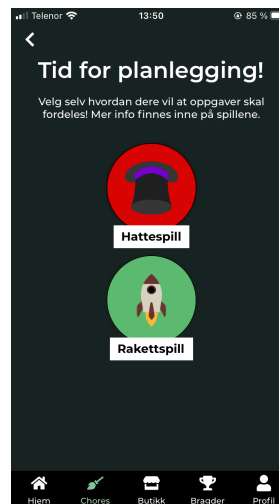 Telenor 13:50 85 %
Tid for planlegging!
Velg selv hvordan dere vil at oppgaver skal
fordeles! Mer info finnes inne på spillene.
Hattespill
Rakettspill
Hjem Chores Butikk Bragder Profil